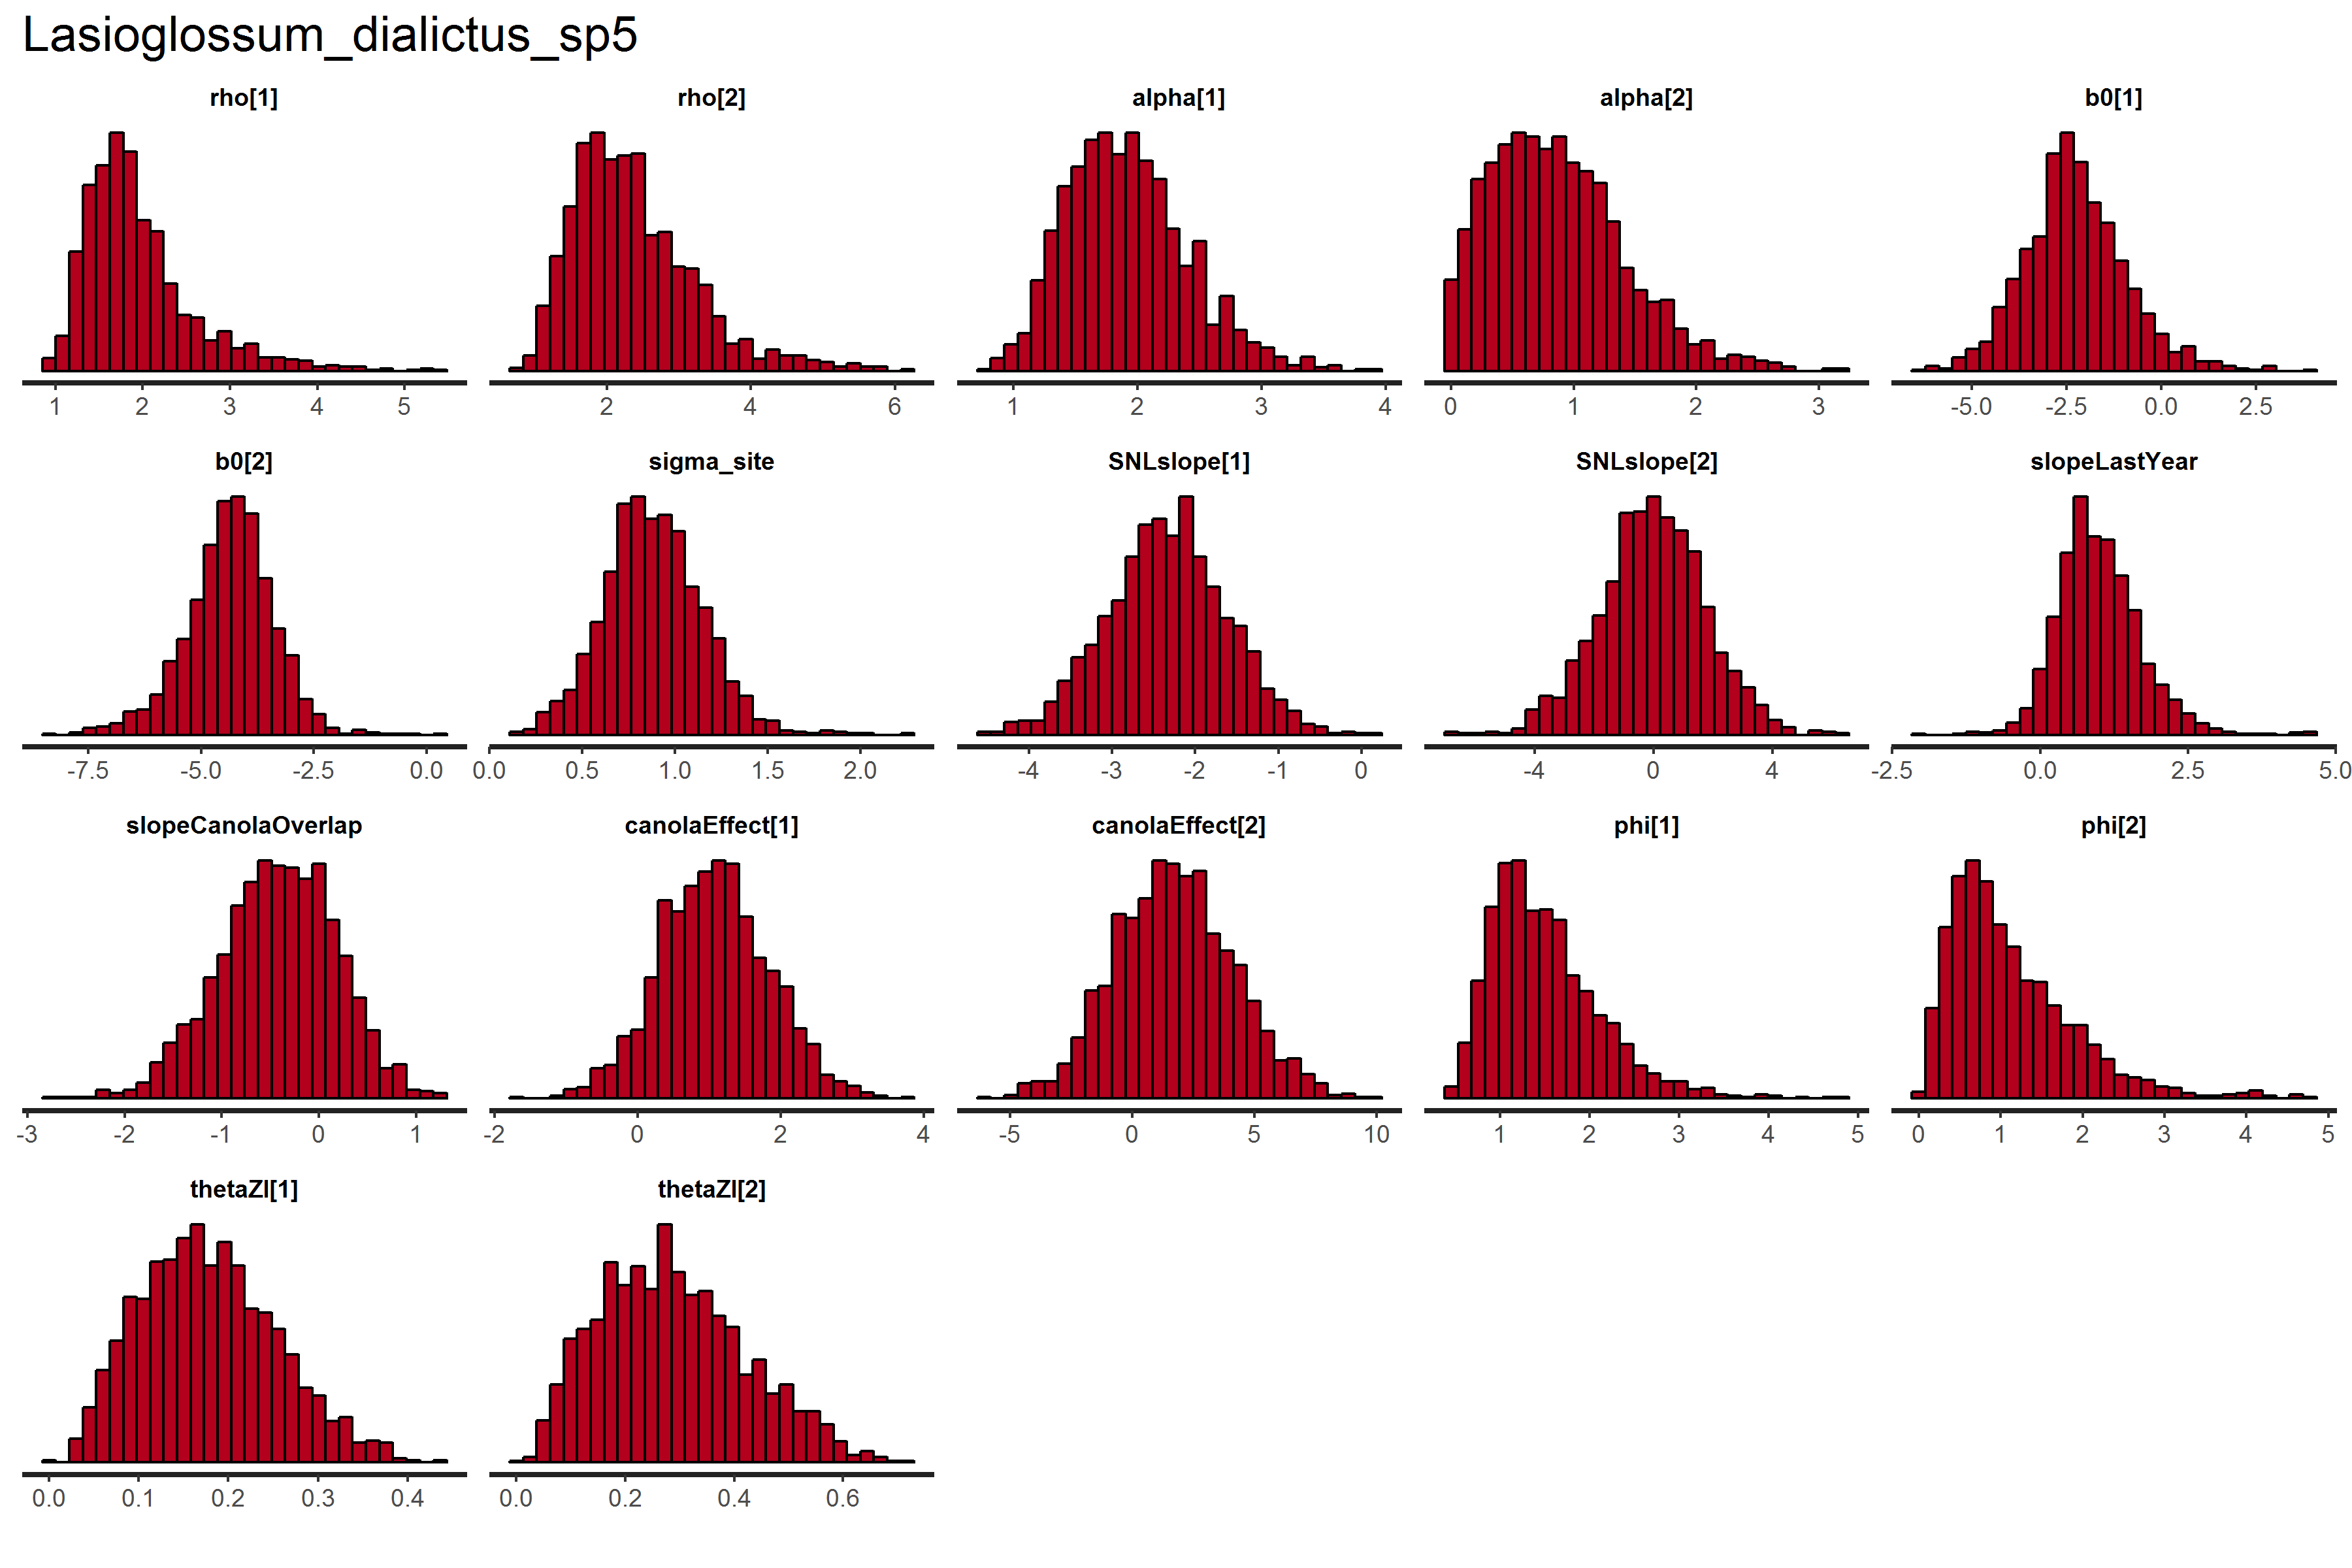 Lasioglossum_dialictus_sp5
rho[1] rho[2] alpha[1] alpha[2] b0[1]
1 2 3 4 5 2 4 6 1 2 3 4 0 1 2 3 -5.0 -2.5 0.0 2.5
b0[2] sigma_site SNLslope[1] SNLslope[2] slopeLastYear
-7.5 -5.0 -2.5 0.0 0.0 0.5 1.0 1.5 2.0 -4 -3 -2 -1 0 -4 0 4 -2.5 0.0 2.5 5.0
slopeCanolaOverlap canolaEffect[1] canolaEffect[2] phi[1] phi[2]
-3 -2 -1 0 1 -2 0 2 4 -5 0 5 10 1 2 3 4 5 0 1 2 3 4 5
thetaZI[1] thetaZI[2]
0.0 0.1 0.2 0.3 0.4 0.0 0.2 0.4 0.6